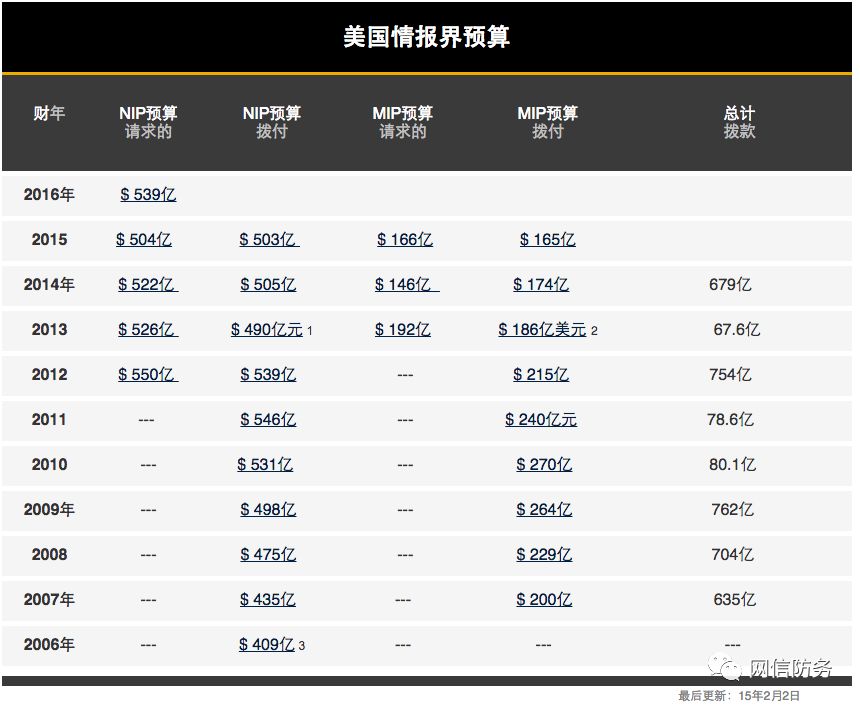 美国情报界预算
财年 NIP预算 NIP预算 MIP预算 MIP预算 总计
请求的 拨付 请求的 拨付 拨款
2016年 $ 539亿
2015 $ 504亿 $ 503亿 $ 166亿 $ 165亿
2014年 $ 522亿 $ 505亿 $ 146亿 $ 174亿 679亿
2013 $ 526亿 $ 490亿元 1 $ 192亿 $ 186亿美元 2 67.6亿
2012 $ 550亿 $ 539亿 --- $ 215亿 754亿
2011 --- $ 546亿 --- $ 240亿元 78.6亿
2010 --- $ 531亿 --- $ 270亿 80.1亿
2009年 --- $ 498亿 --- $ 264亿 762亿
2008 --- $ 475亿 --- $ 229亿 704亿
2007年 --- $ 435亿 --- $ 200亿 635亿
2006年 --- $ 409亿 3 --- --- ---
网信防务
最后更新：15年2月2日